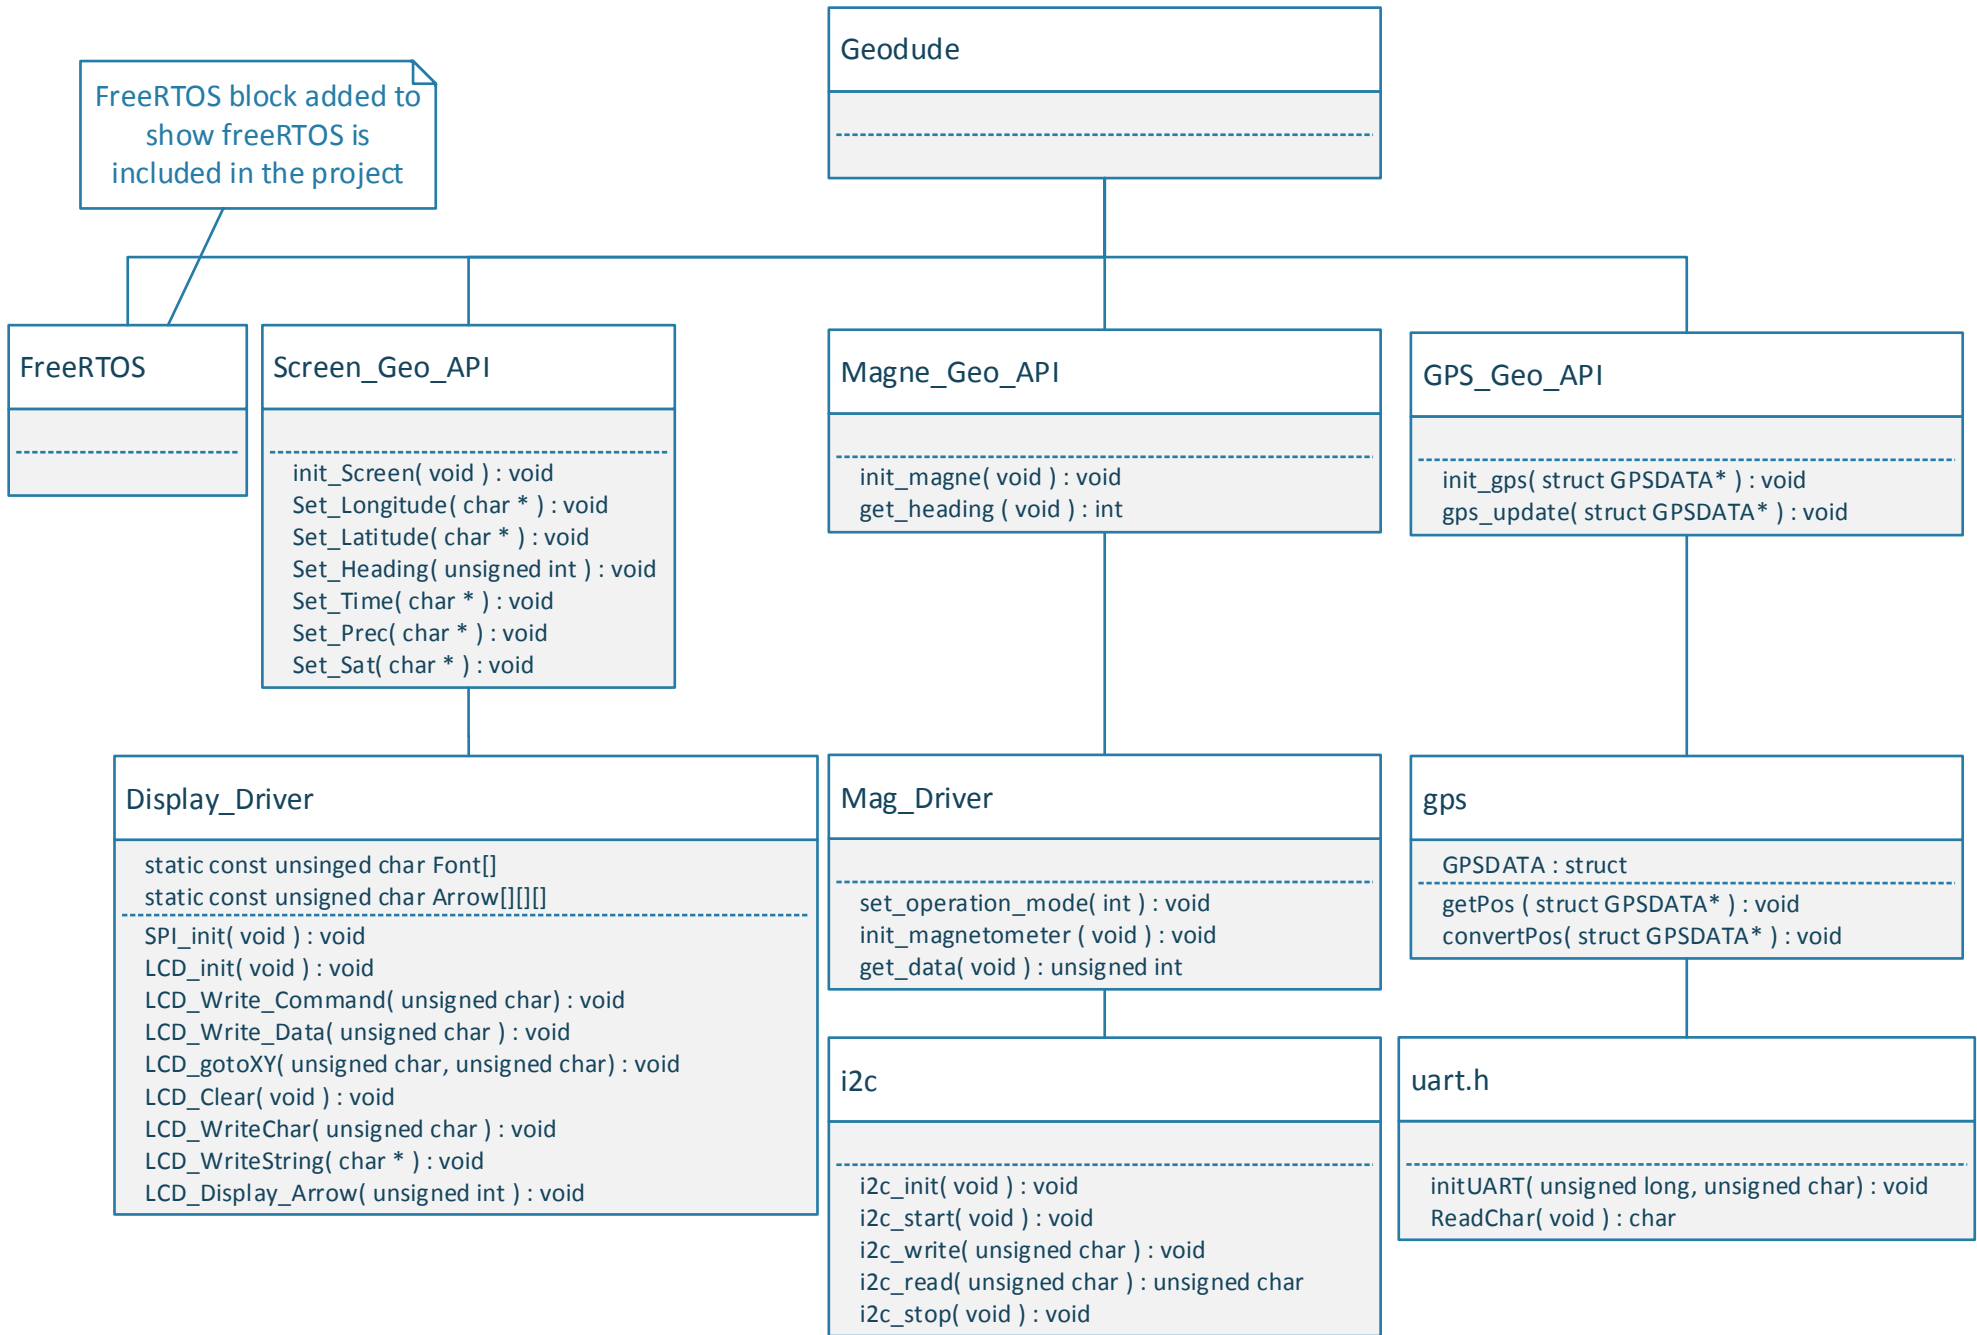 Geodude
FreeRTOS block added to
show freeRTOS is
included in the project
FreeRTOS
Screen_Geo_API
init_Screen( void ) : void
Set_Longitude( char * ) : void
Set_Latitude( char * ) : void
Set_Heading( unsigned int ) : void
Set_Time( char * ) : void
Set_Prec( char * ) : void
Set_Sat( char * ) : void
Magne_Geo_API
init_magne( void ) : void
get_heading ( void ) : int
GPS_Geo_API
init_gps( struct GPSDATA* ) : void
gps_update( struct GPSDATA* ) : void
Display_Driver
static const unsinged char Font[]
static const unsigned char Arrow[][][]
SPI_init( void ) : void
LCD_init( void ) : void
LCD_Write_Command( unsigned char) : void
LCD_Write_Data( unsigned char ) : void
LCD_gotoXY( unsigned char, unsigned char) : void
LCD_Clear( void ) : void
LCD_WriteChar( unsigned char ) : void
LCD_WriteString( char * ) : void
LCD_Display_Arrow( unsigned int ) : void
Mag_Driver
set_operation_mode( int ) : void
init_magnetometer ( void ) : void
get_data( void ) : unsigned int
gps
GPSDATA : struct
getPos ( struct GPSDATA* ) : void
convertPos( struct GPSDATA* ) : void
i2c
i2c_init( void ) : void
i2c_start( void ) : void
i2c_write( unsigned char ) : void
i2c_read( unsigned char ) : unsigned char
i2c_stop( void ) : void
uart.h
initUART( unsigned long, unsigned char) : void
ReadChar( void ) : char